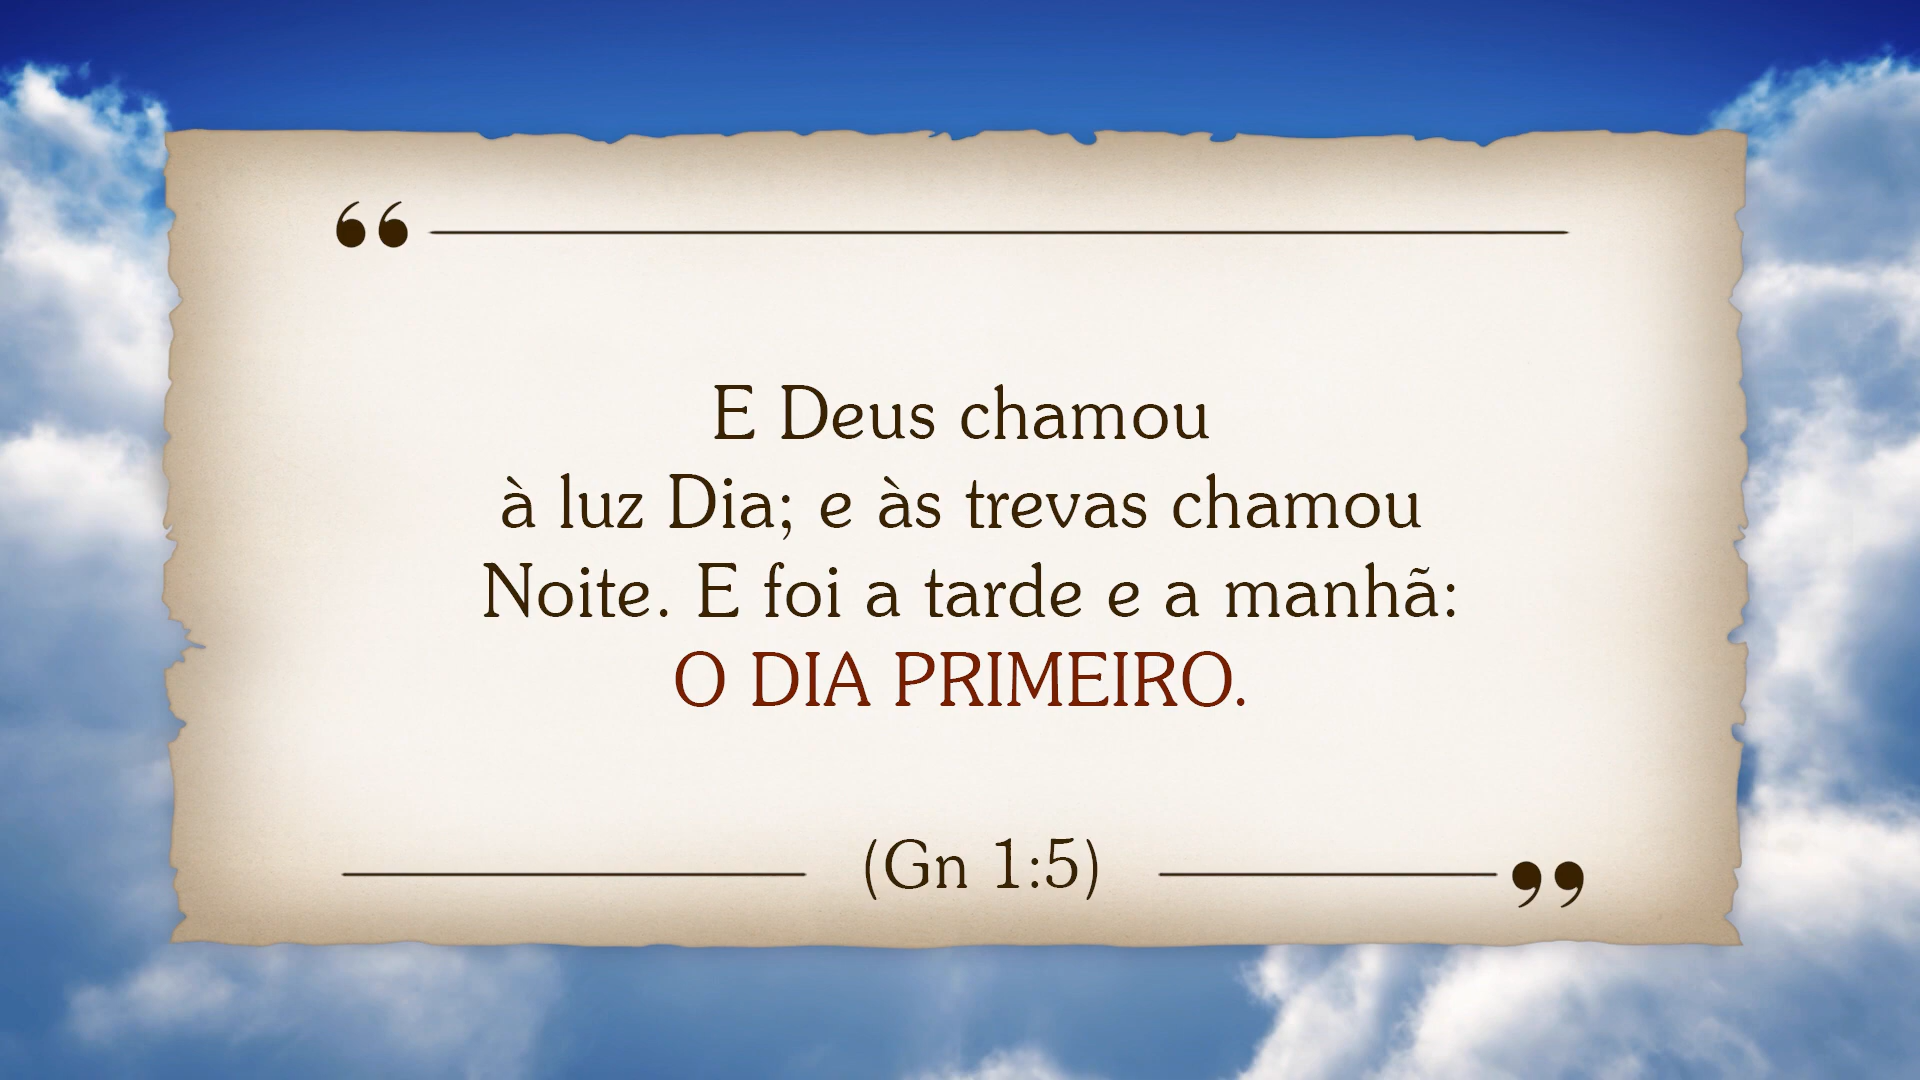 “
E Deus chamou
à luz Dia; e às trevas chamou
Noite. E foi a tarde e a manhã:
O DIA PRIMEIRO.
(Gn 1:5)
”